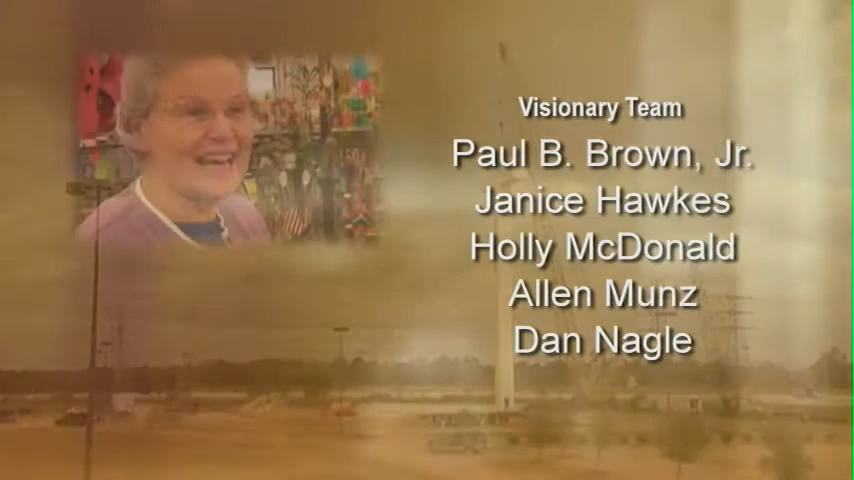 Visionary Team
Paul B. Brown, Jr.
Janice Hawkes
Holly McDonald
Allen Munz
Dan Nagle